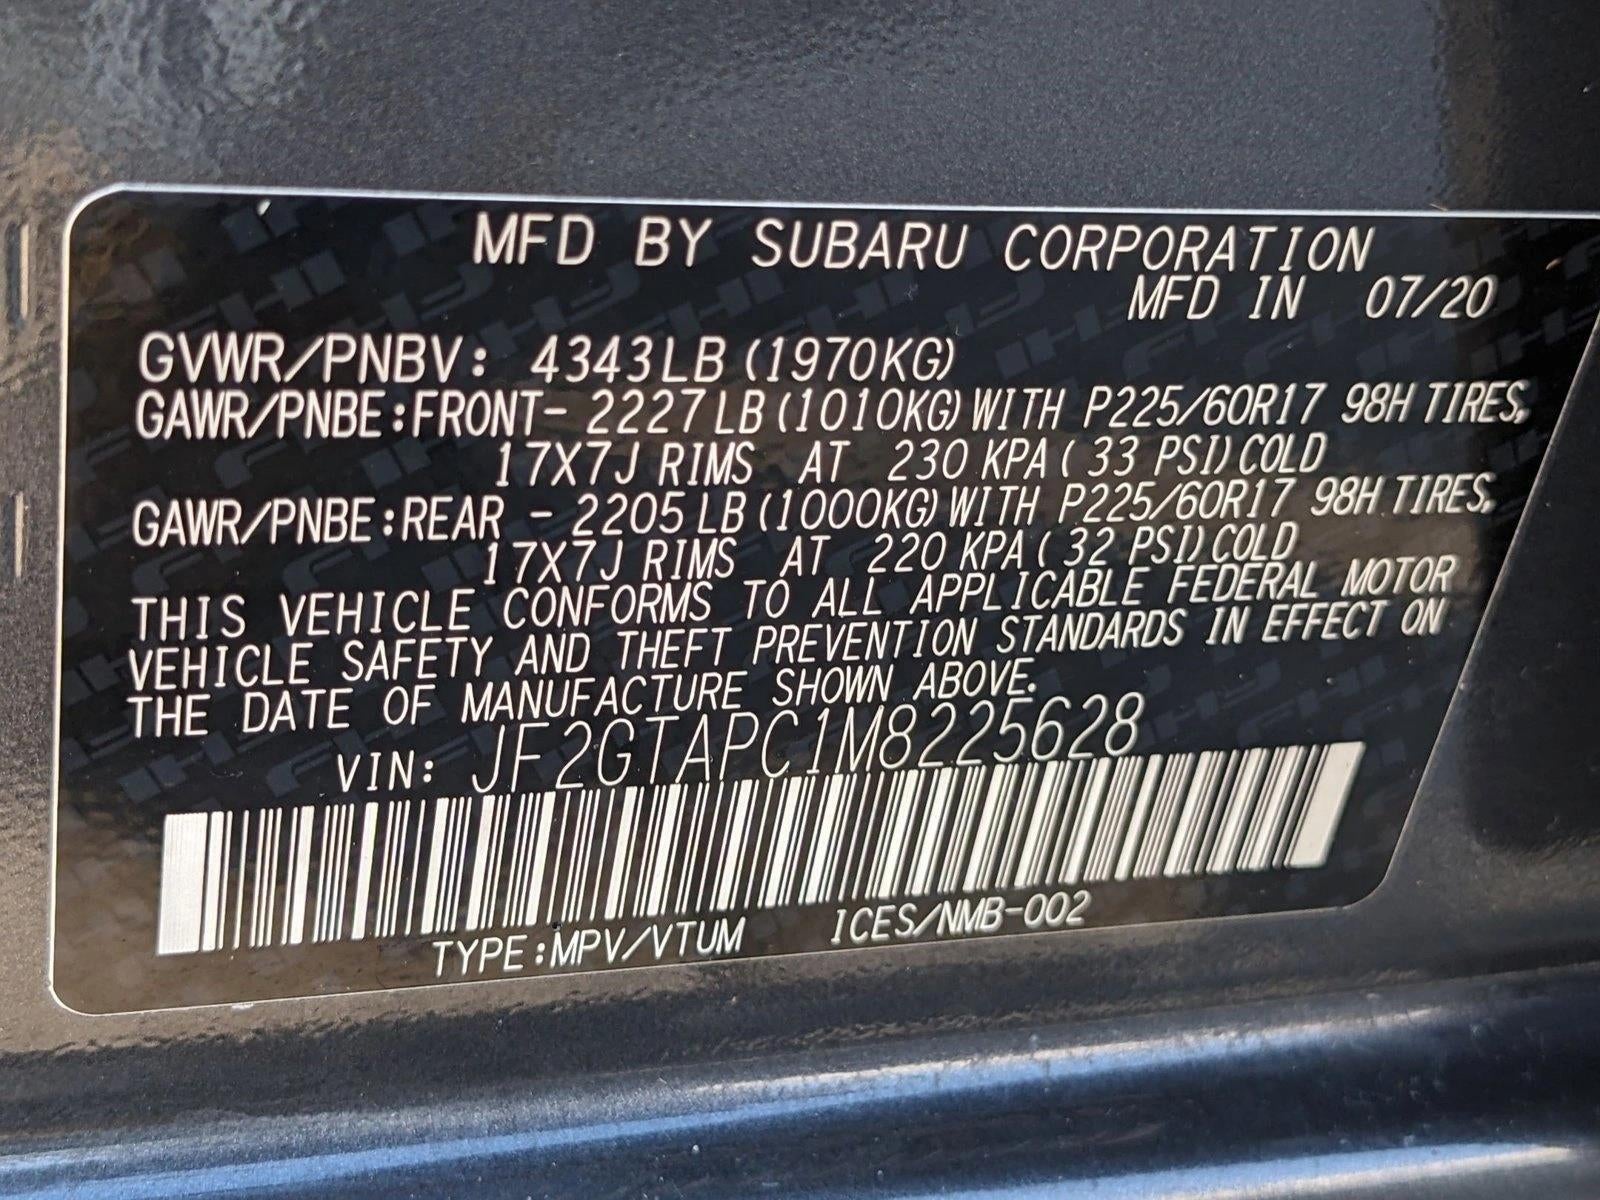 MFD BY SUBARU CORPORATION
MFD IN 07/20
GVWR/PNBV: 4343LB (1970KG)
GAWR/PNBE:FRONT- 2227LB(1010KG)WITH P225/60R17 98H TIRES,
17X7J RIMS AT 230 KPA( 33 PSI)COLD
GAWR/PNBE:REAR - 2205LB(1000KG)WITH P225/60R17 98H TIRES,
17X7J RIMS AT 220 KPA( 32 PSI)COLD
THIS VEHICLE CONFORMS TO ALL APPLICABLE FEDERAL MOTOR
VEHICLE SAFETY AND THEFT PREVENTION STANDARDS IN EFFECT ON
THE DATE OF MANUFACTURE SHOWN ABOVE.
VIN: JF2GTAPC1M8225628
TYPE:MPV/VTUM ICES/NMB-002